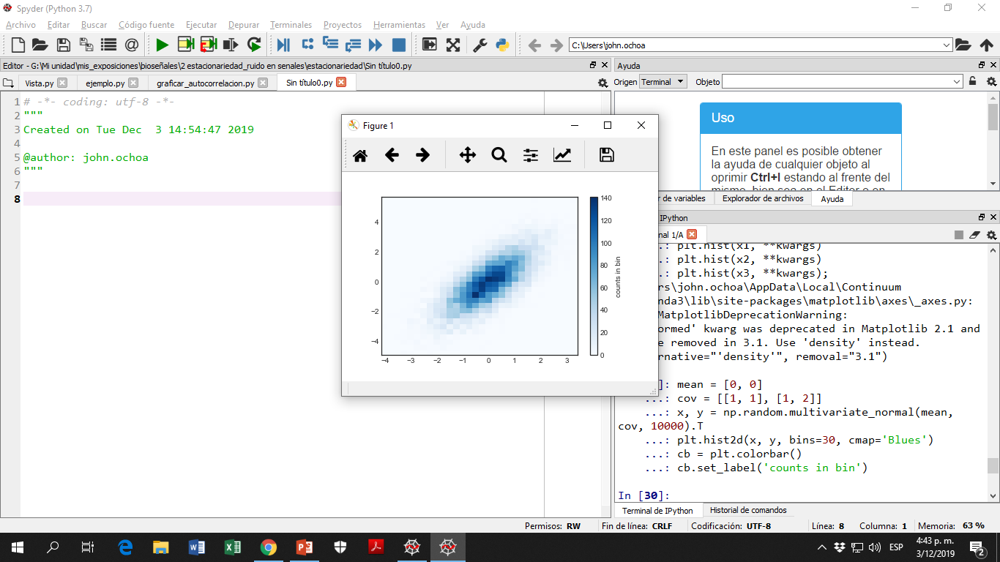 Spyder (Python 3.7)
Archivo Editar Buscar Código fuente Ejecutar Depurar Terminales Proyectos Herramientas Ver Ayuda
C:\Users\john.ochoa
Editor - G:\Mi unidad\mis_exposiciones\bioseñales\2 estacionariedad_ruido en senales\estacionariedad\Sin título0.py
Vista.py ejemplo.py graficar_autocorrelacion.py Sin título0.py
1 # -*- coding: utf-8 -*-
2 """
3 Created on Tue Dec  3 14:54:47 2019
4
5 @author: john.ochoa
6 """
7
8
Figure 1
4
2
0
−2
−4
−4 −3 −2 −1 0 1 2 3
140
120
100
80
60
40
20
0
counts in bin
Ayuda
Origen Terminal Objeto
Uso
En este panel es posible obtener
la ayuda de cualquier objeto al
oprimir Ctrl+I estando al frente del
mismo, bien sea en el Editor o en
r de variables Explorador de archivos Ayuda
IPython
nal 1/A
.: plt.hist(x1, **kwargs)
.: plt.hist(x2, **kwargs)
.: plt.hist(x3, **kwargs);
rs\john.ochoa\AppData\Local\Continuum
nda3\lib\site-packages\matplotlib\axes\_axes.py:
MatplotlibDeprecationWarning:
ormed' kwarg was deprecated in Matplotlib 2.1 and
e removed in 3.1. Use 'density' instead.
rnative="'density'", removal="3.1")
]: mean = [0, 0]
...: cov = [[1, 1], [1, 2]]
...: x, y = np.random.multivariate_normal(mean,
cov, 10000).T
...: plt.hist2d(x, y, bins=30, cmap='Blues')
...: cb = plt.colorbar()
...: cb.set_label('counts in bin')
In [30]:
Terminal de IPython Historial de comandos
Permisos: RW Fin de línea: CRLF Codificación: UTF-8 Línea: 8 Columna: 1 Memoria: 63 %
ESP
4:43 p. m.
3/12/2019
2